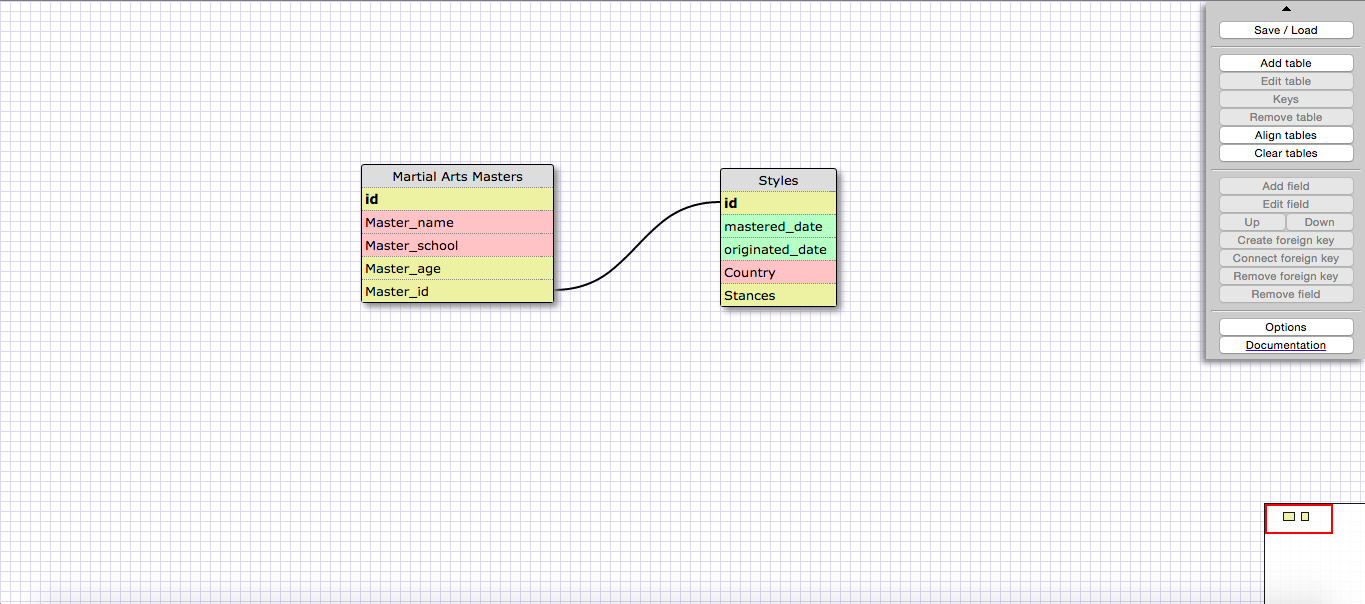 Martial Arts Masters
id
Master_name
Master_school
Master_age
Master_id
Styles
id
mastered_date
originated_date
Country
Stances
Save / Load
Add table
Edit table
Keys
Remove table
Align tables
Clear tables
Add field
Edit field
Up Down
Create foreign key
Connect foreign key
Remove foreign key
Remove field
Options
Documentation